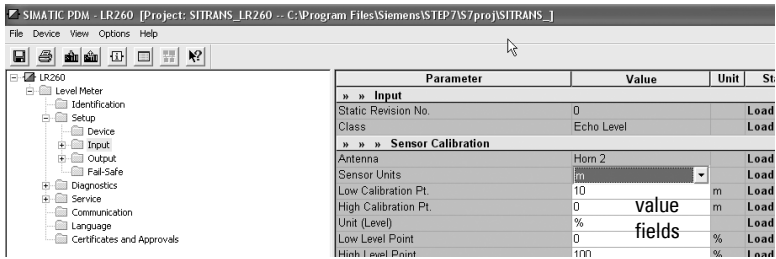 SIMATIC PDM - LR260 [Project: SITRANS_LR260 -- C:\Program Files\Siemens\STEP7\S7proj\SITRANS_]
File Device View Options Help
LR260
Level Meter
Identification
Setup
Device
Input
Output
Fail-Safe
Diagnostics
Service
Communication
Language
Certificates and Approvals
Parameter Value Unit St
» » Input
Static Revision No. 0 Load
Class Echo Level Load
» » » Sensor Calibration
Antenna Horn 2 Load
Sensor Units m Load
Low Calibration Pt. 10 m Load
High Calibration Pt. 0 m Load
Unit (Level) % Load
Low Level Point 0 % Load
High Level Point 100 % Load
value
fields